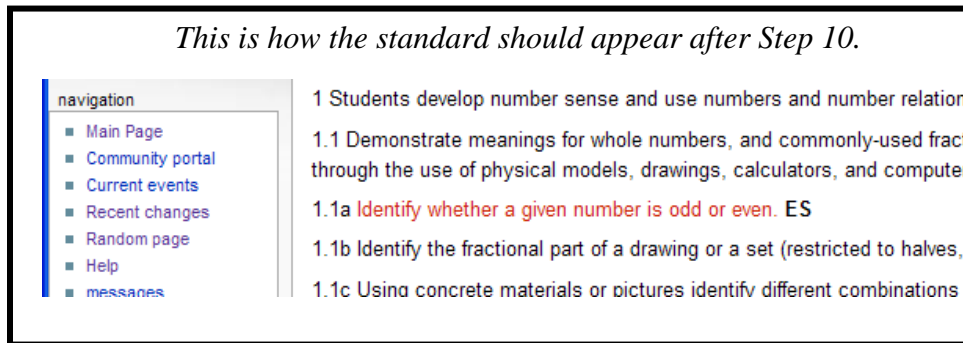 This is how the standard should appear after Step 10.
navigation
Main Page
Community portal
Current events
Recent changes
Random page
Help
messages
1 Students develop number sense and use numbers and number relation
1.1 Demonstrate meanings for whole numbers, and commonly-used fract
through the use of physical models, drawings, calculators, and compute
1.1a Identify whether a given number is odd or even. ES
1.1b Identify the fractional part of a drawing or a set (restricted to halves,
1.1c Using concrete materials or pictures identify different combinations